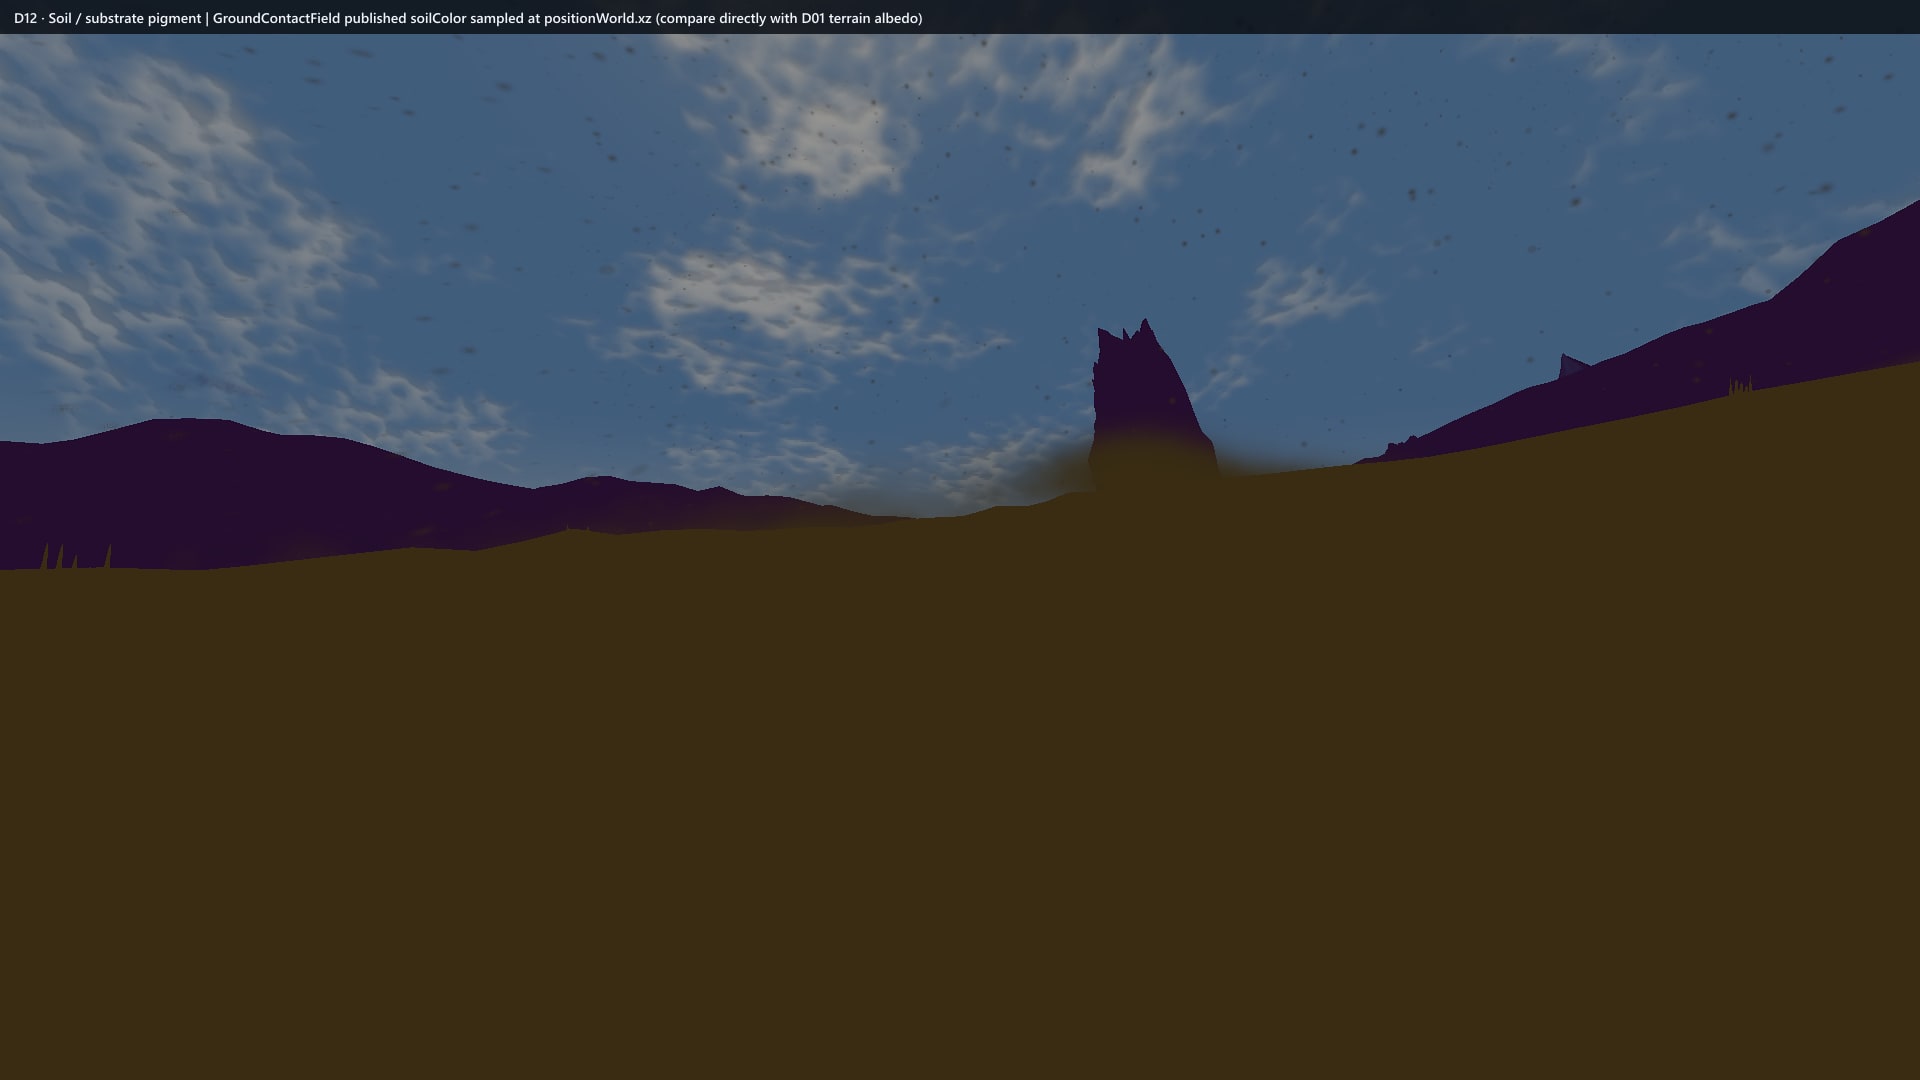 D12 · Soil / substrate pigment | GroundContactField published soilColor sampled at positionWorld.xz (compare directly with D01 terrain albedo)